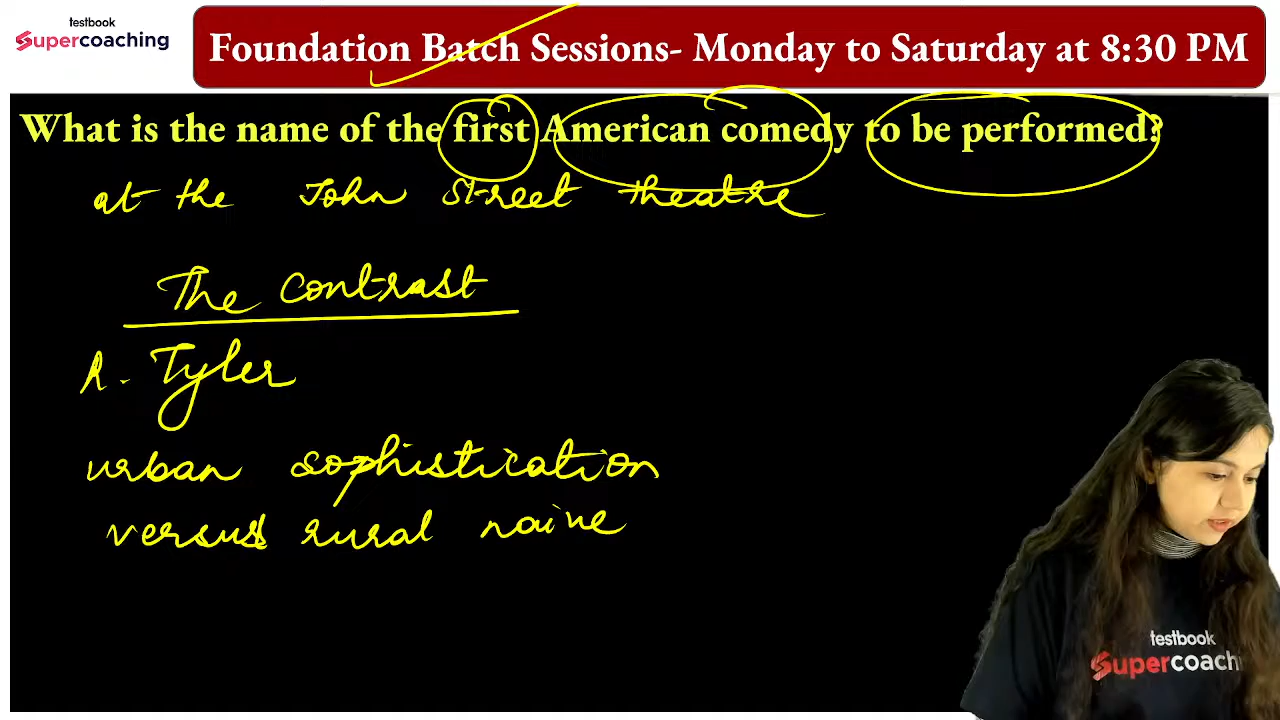 testbook
Supercoaching
Foundation Batch Sessions- Monday to Saturday at 8:30 PM
What is the name of the first American comedy to be performed?
at the John Street theatre
The contrast
R. Tyler
urban sophistication
versus rural naive
testbook
Supercoachi